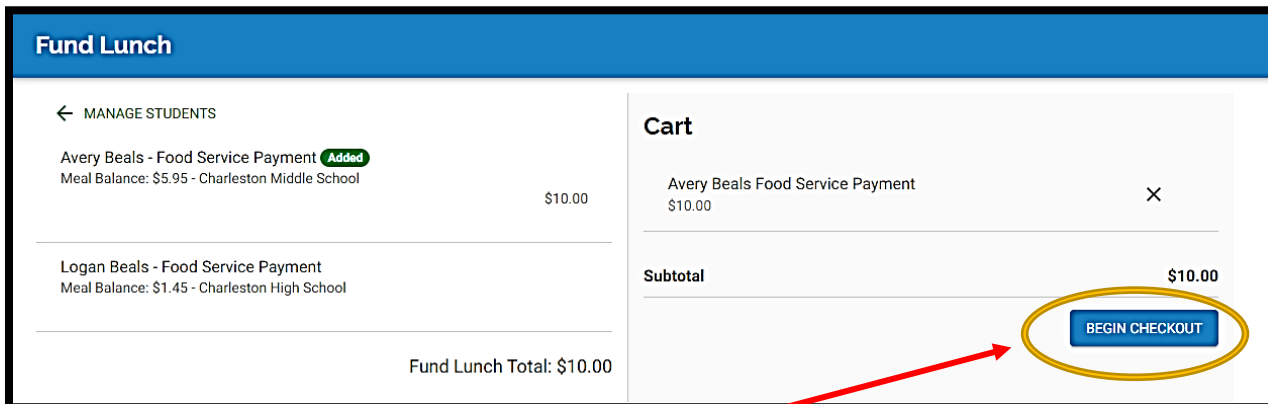 Fund Lunch
← MANAGE STUDENTS
Avery Beals - Food Service Payment Added
Meal Balance: $5.95 - Charleston Middle School
$10.00
Logan Beals - Food Service Payment
Meal Balance: $1.45 - Charleston High School
Fund Lunch Total: $10.00
Cart
Avery Beals Food Service Payment
$10.00
Subtotal $10.00
BEGIN CHECKOUT